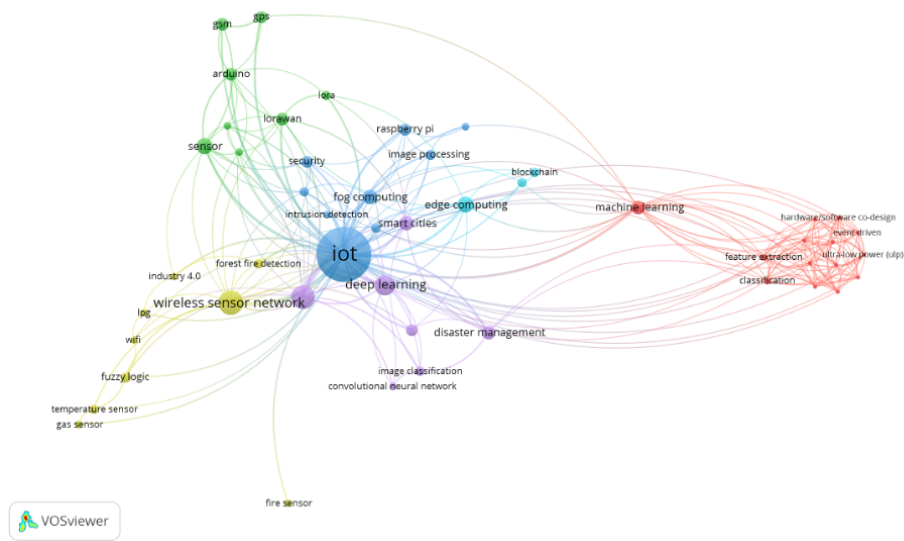 gps
gsm
arduino
lora
lorawan
raspberry pi
sensor
image processing
security
blockchain
fog computing
edge computing
machine learning
intrusion detection
hardware/software co-design
smart cities
event driven
iot
ultra-low power (ulp)
feature extraction
forest fire detection
industry 4.0
classification
deep learning
wireless sensor network
lpg
disaster management
wifi
image classification
fuzzy logic
convolutional neural network
temperature sensor
gas sensor
fire sensor
VOSviewer